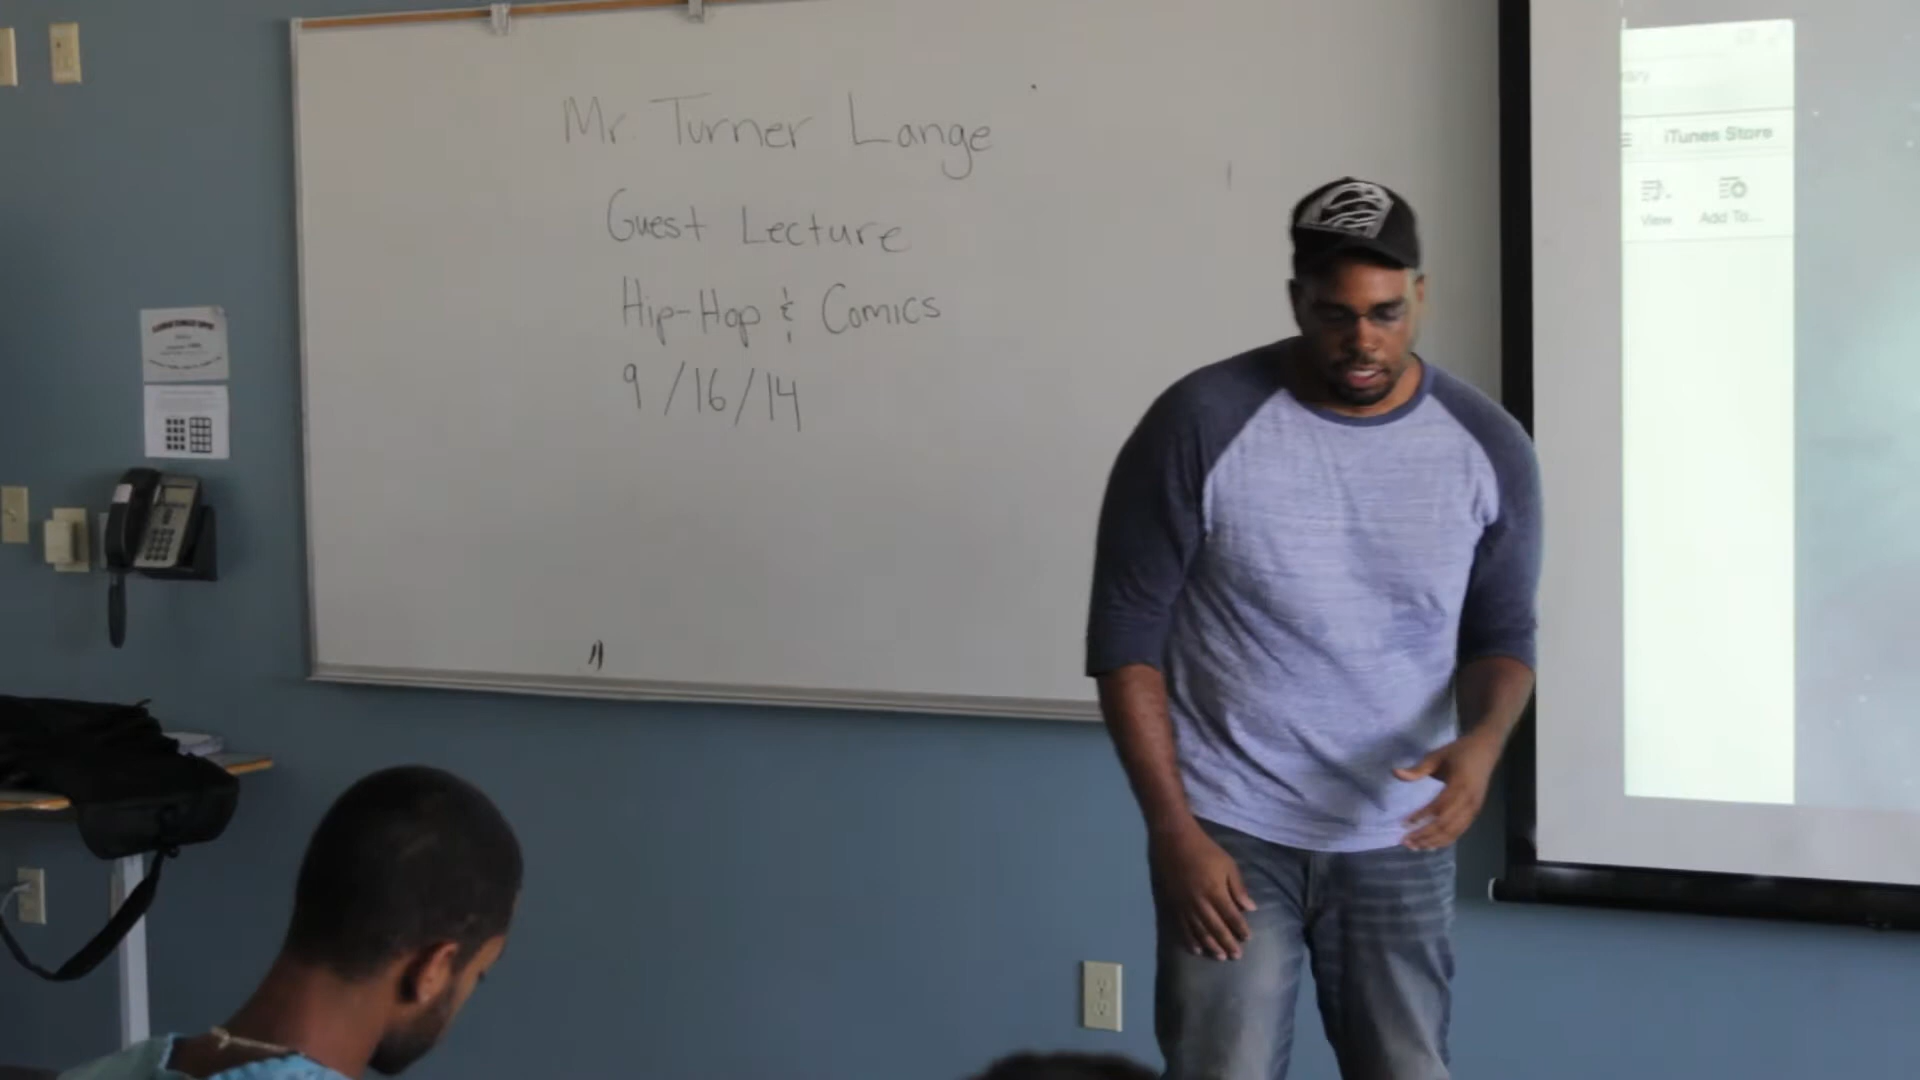 Mr. Turner Lange
Guest Lecture
Hip-Hop & Comics
9/16/14
iTunes Store
View
Add To...